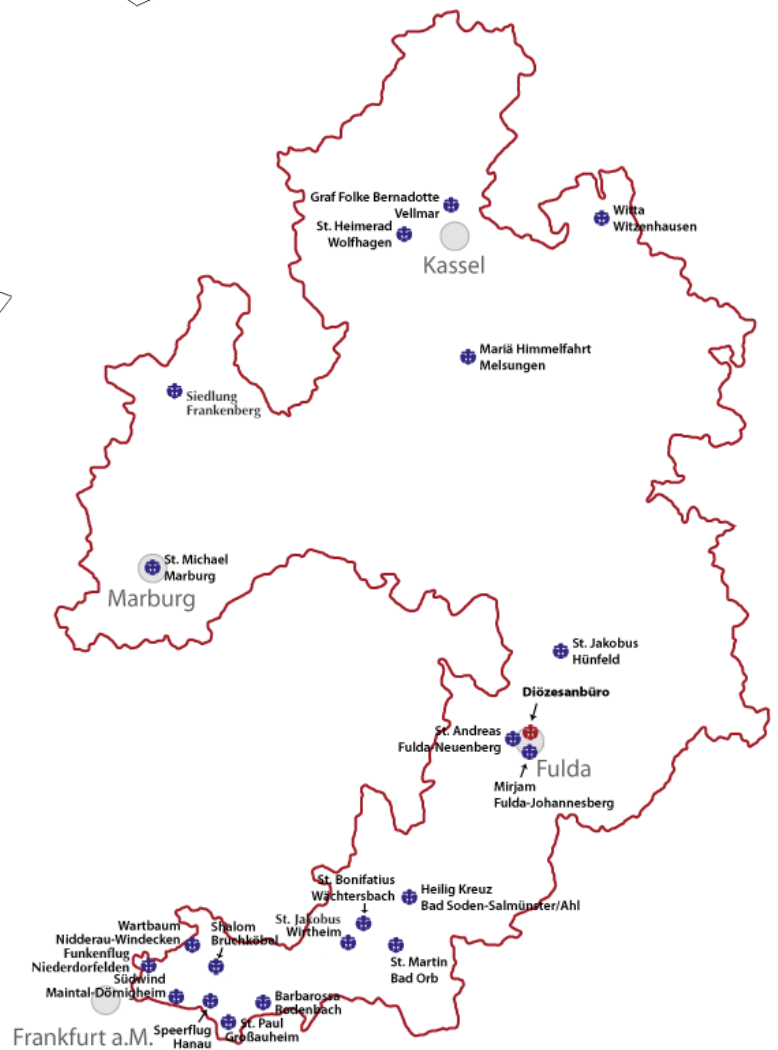 Graf Folke Bernadotte
Vellmar
St. Heimerad
Wolfhagen
Kassel
Witta
Witzenhausen
Mariä Himmelfahrt
Melsungen
Siedlung
Frankenberg
St. Michael
Marburg
Marburg
St. Jakobus
Hünfeld
Diözesanbüro
St. Andreas
Fulda-Neuenberg
Fulda
Mirjam
Fulda-Johannesberg
St. Bonifatius
Wächtersbach
Heilig Kreuz
Bad Soden-Salmünster/Ahl
St. Jakobus
Wirtheim
St. Martin
Bad Orb
Wartbaum
Nidderau-Windecken
Shalom
Bruchköbel
Funkenflug
Niederdorfelden
Südwind
Maintal-Dörnigheim
Barbarossa
Rodenbach
St. Paul
Großauheim
Speerflug
Hanau
Frankfurt a.M.